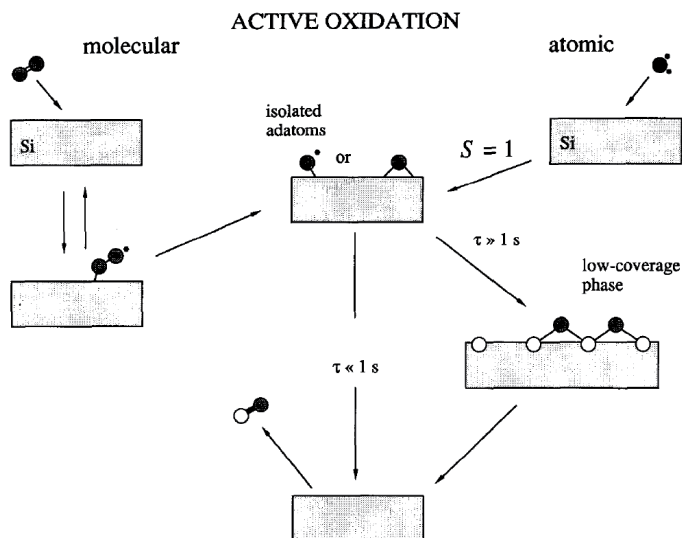 ACTIVE OXIDATION
molecular
atomic
isolated
adatoms
Si
or
S = 1
Si
τ » 1 s
low-coverage
phase
τ « 1 s